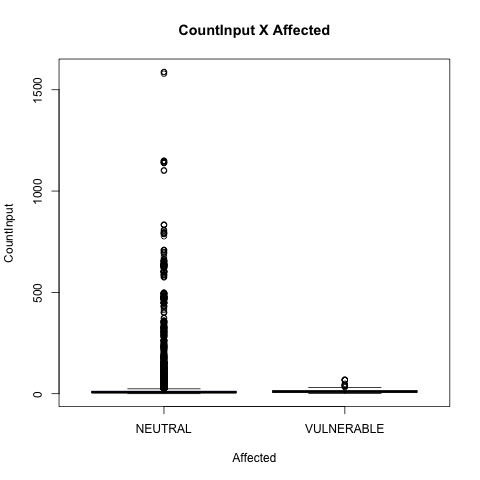 CountInput X Affected
CountInput
1500
1000
500
0
NEUTRAL
VULNERABLE
Affected